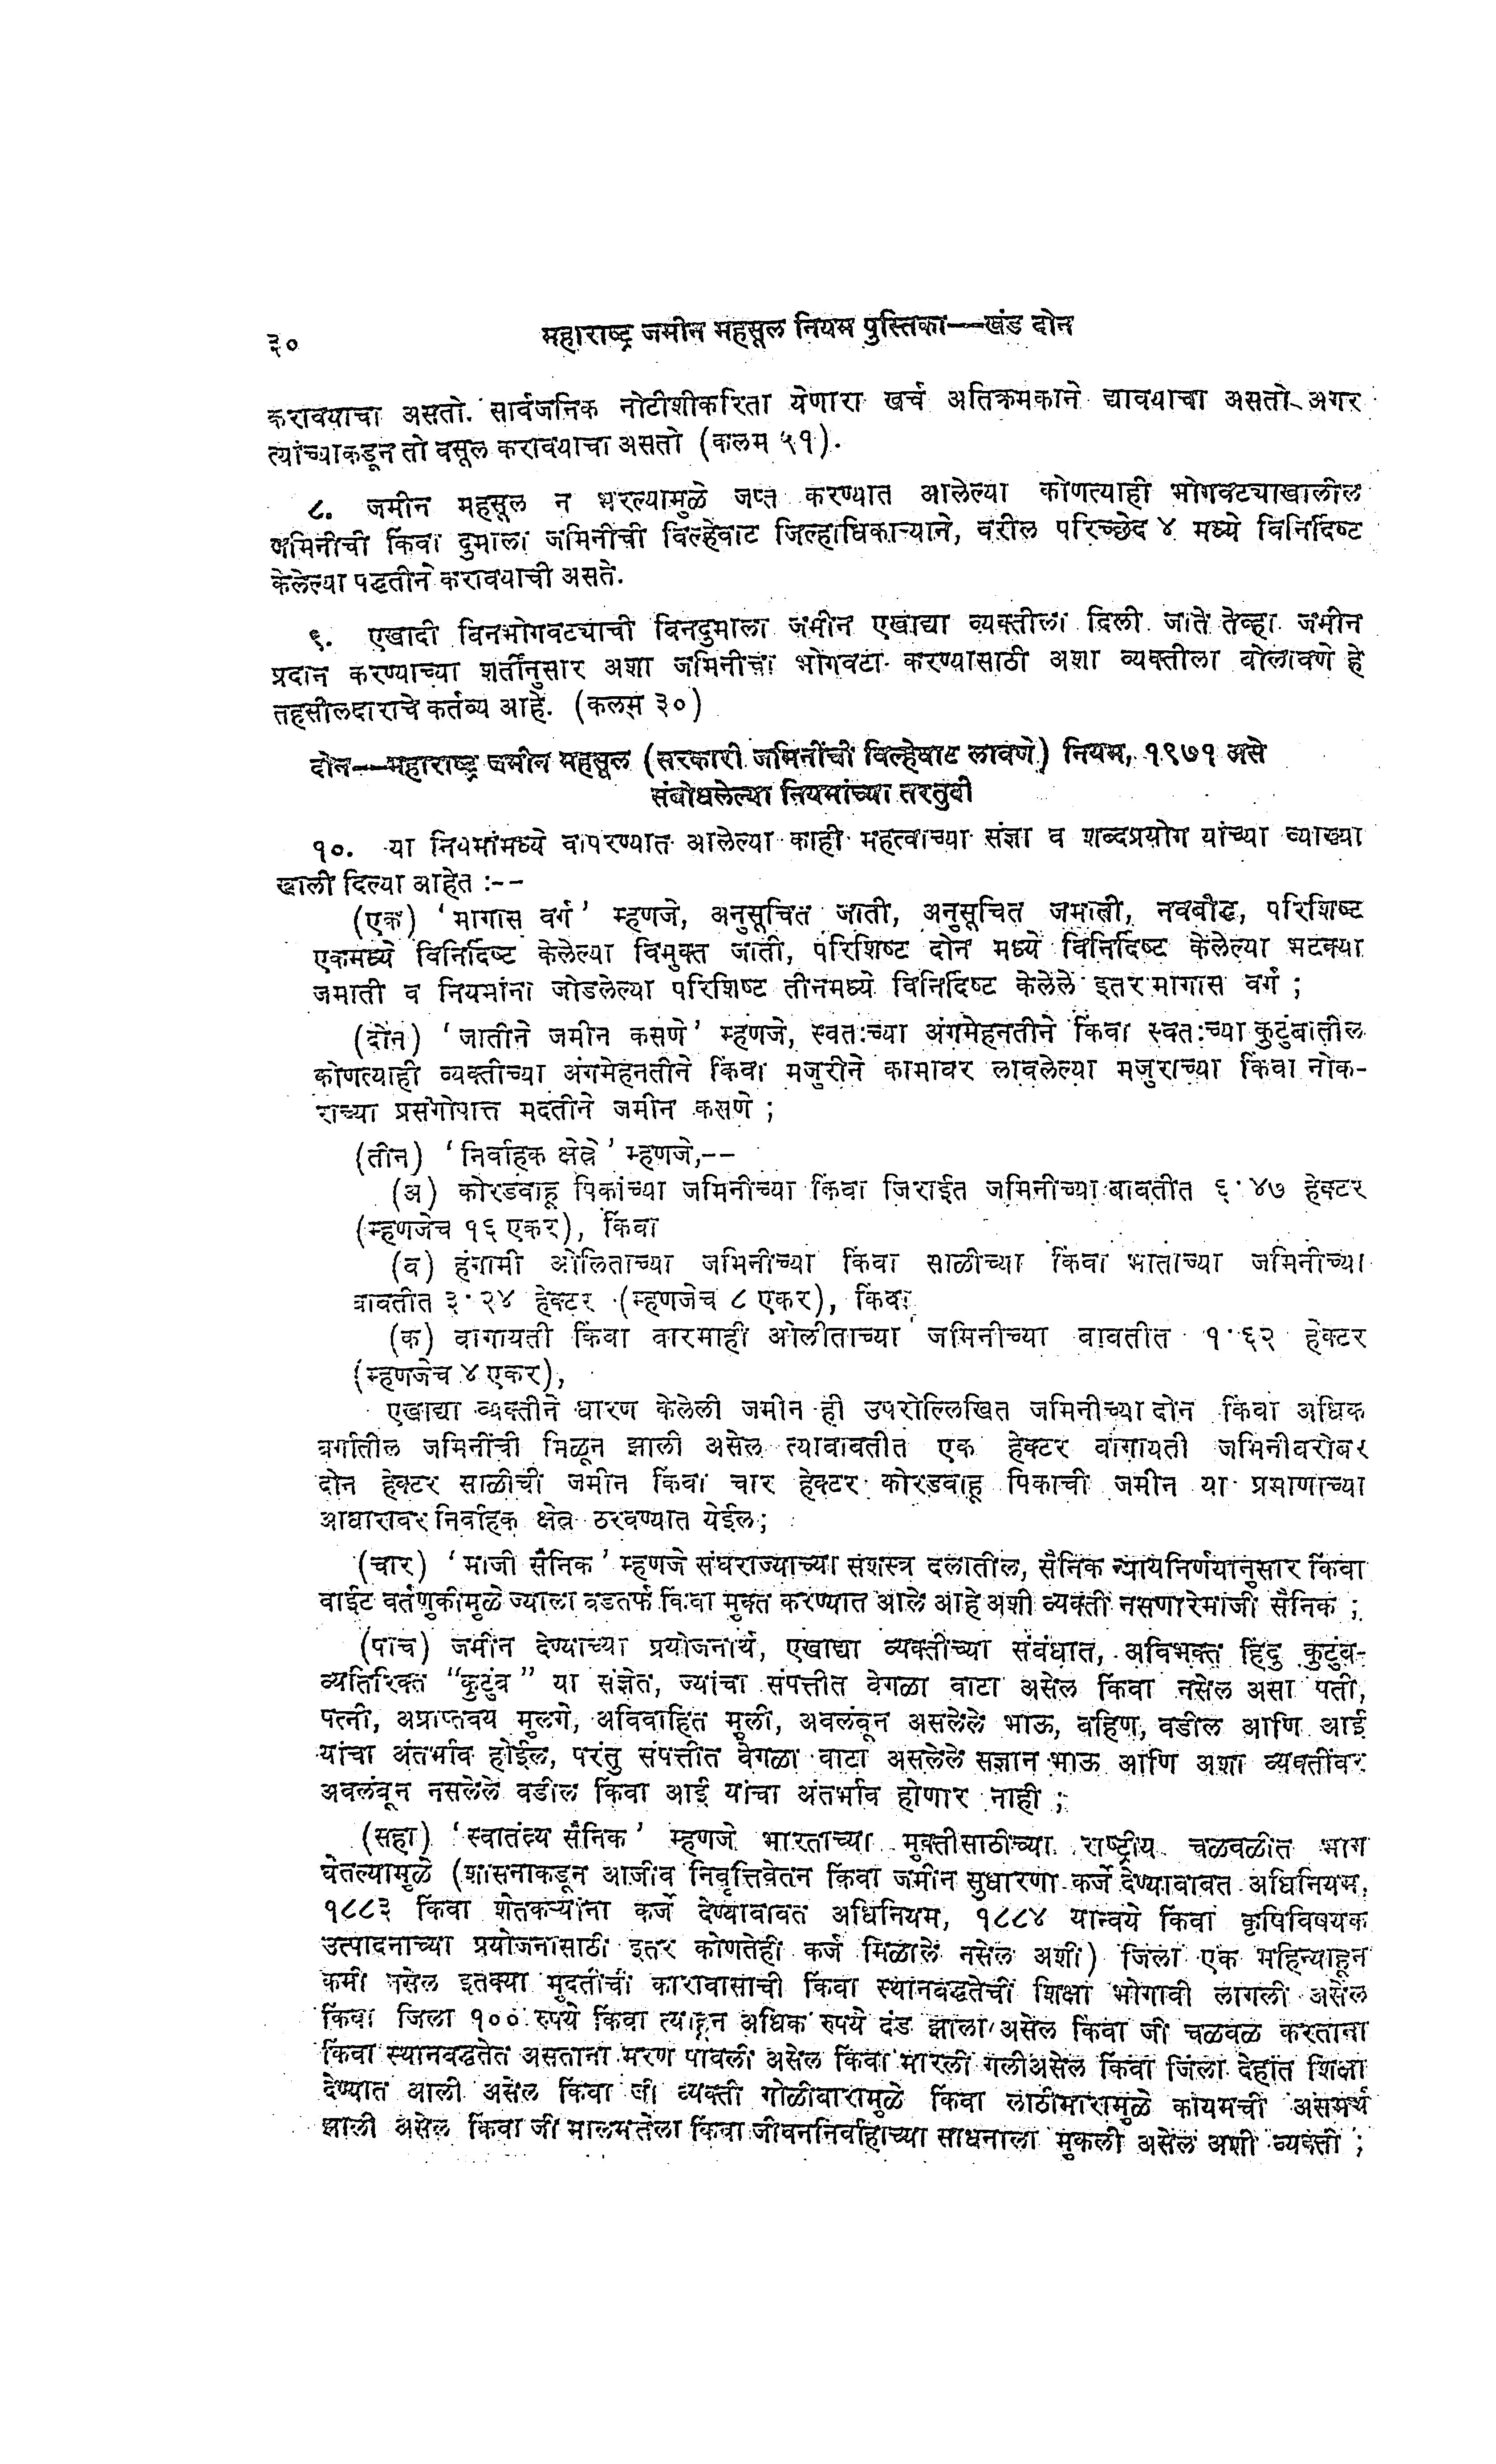 ३० महाराष्ट्र जमीन महसूल नियम पुस्तिका--खंड दोन
करावयाचा असतो. सार्वजनिक नोटीशीकरिता येणारा खर्च अतिक्रमकाने द्यावयाचा असतो अगर
त्यांच्याकडून तो वसूल करावयाचा असतो (कलम ५१).
८. जमीन महसूल न भरल्यामुळे जप्त करण्यात आलेल्या कोणत्याही भोगवट्याखालील
जमिनीची किंवा दुमाला जमिनीची विल्हेवाट जिल्हाधिकाऱ्याने, वरील परिच्छेद ४ मध्ये विनिर्दिष्ट
केलेल्या पद्धतीने करावयाची असते.
९. एखादी बिनभोगवट्याची बिनदुमाला जमीन एखाद्या व्यक्तीला दिली जाते तेव्हा जमीन
प्रदान करण्याच्या शर्तींनुसार अशा जमिनीचा भोगवटा करण्यासाठी अशा व्यक्तीला बोलावणे हे
तहसीलदाराचे कर्तव्य आहे. (कलम ३०)
दोन--महाराष्ट्र जमीन महसूल (सरकारी जमिनींची विल्हेवाट लावणे) नियम, १९७१ असे
संबोधलेल्या नियमांच्या तरतुदी
१०. या नियमांमध्ये वापरण्यात आलेल्या काही महत्वाच्या संज्ञा व शब्दप्रयोग यांच्या व्याख्या
खाली दिल्या आहेत :--
(एक) ‘मागास वर्ग’ म्हणजे, अनुसूचित जाती, अनुसूचित जमाती, नवबौद्ध, परिशिष्ट
एकमध्ये विनिर्दिष्ट केलेल्या विमुक्त जाती, परिशिष्ट दोन मध्ये विनिर्दिष्ट केलेल्या भटक्या
जमाती व नियमांना जोडलेल्या परिशिष्ट तीनमध्ये विनिर्दिष्ट केलेले इतर मागास वर्ग ;
(दोन) ‘जातीने जमीन कसणे’ म्हणजे, स्वतःच्या अंगमेहनतीने किंवा स्वतःच्या कुटुंबातील
कोणत्याही व्यक्तीच्या अंगमेहनतीने किंवा मजुरीने कामावर लावलेल्या मजुराच्या किंवा नोक-
राच्या प्रसंगोपात्त मदतीने जमीन कसणे ;
(तीन) ‘निर्वाहक क्षेत्रे’ म्हणजे,--
(अ) कोरडवाहू पिकांच्या जमिनीच्या किंवा जिराईत जमिनीच्या बाबतीत ६·४७ हेक्टर
(म्हणजेच १६ एकर), किंवा
(ब) हंगामी ओलिताच्या जमिनीच्या किंवा साळीच्या किंवा भाताच्या जमिनीच्या
बाबतीत ३·२४ हेक्टर (म्हणजेच ८ एकर), किंवा
(क) बागायती किंवा बारमाही ओलीताच्या जमिनीच्या बाबतीत १·६२ हेक्टर
(म्हणजेच ४ एकर),
एखाद्या व्यक्तीने धारण केलेली जमीन ही उपरोल्लिखित जमिनीच्या दोन किंवा अधिक
वर्गातील जमिनींची मिळून झाली असेल त्याबाबतीत एक हेक्टर बागायती जमिनीबरोबर
दोन हेक्टर साळीची जमीन किंवा चार हेक्टर कोरडवाहू पिकाची जमीन या प्रमाणाच्या
आधारावर निर्वाहक क्षेत्र ठरवण्यात येईल;
(चार) ‘माजी सैनिक’ म्हणजे संघराज्याच्या सशस्त्र दलातील, सैनिक न्यायनिर्णयानुसार किंवा
वाईट वर्तणुकीमुळे ज्याला बडतर्फ किंवा मुक्त करण्यात आले आहे अशी व्यक्ती नसणारे माजी सैनिक ;
(पाच) जमीन देण्याच्या प्रयोजनार्थ, एखाद्या व्यक्तीच्या संबंधात, अविभक्त हिंदु कुटुंब-
व्यतिरिक्त “कुटुंब” या संज्ञेत, ज्यांचा संपत्तीत वेगळा वाटा असेल किंवा नसेल असा पती,
पत्नी, अप्राप्तवय मुलगे, अविवाहित मुली, अवलंबून असलेले भाऊ, बहिण, वडील आणि आई
यांचा अंतर्भाव होईल, परंतु संपत्तीत वेगळा वाटा असलेले सज्ञान भाऊ आणि अशा व्यक्तींवर
अवलंबून नसलेले वडील किंवा आई यांचा अंतर्भाव होणार नाही ;
(सहा) ‘स्वातंत्र्य सैनिक’ म्हणजे भारताच्या मुक्तीसाठीच्या राष्ट्रीय चळवळीत भाग
घेतल्यामुळे (शासनाकडून आजीव निवृत्तिवेतन किंवा जमीन सुधारणा कर्जे देण्याबाबत अधिनियम,
१८८३ किंवा शेतकऱ्यांना कर्जे देण्याबाबत अधिनियम, १८८४ यान्वये किंवा कृषिविषयक
उत्पादनाच्या प्रयोजनासाठी इतर कोणतेही कर्ज मिळाले नसेल अशी) जिला एक महिन्याहून
कमी नसेल इतक्या मुदतीची कारावासाची किंवा स्थानबद्धतेची शिक्षा भोगावी लागली असेल
किंवा जिला १०० रुपये किंवा त्याहून अधिक रुपये दंड झाला असेल किंवा जी चळवळ करताना
किंवा स्थानबद्धतेत असताना मरण पावली असेल किंवा मारली गेली असेल किंवा जिला देहांत शिक्षा
देण्यात आली असेल किंवा जी व्यक्ती गोळीबारामुळे किंवा लाठीमारामुळे कायमची असमर्थ
झाली असेल किंवा जी मालमत्तेला किंवा जीवननिर्वाहाच्या साधनाला मुकली असेल अशी व्यक्ती ;